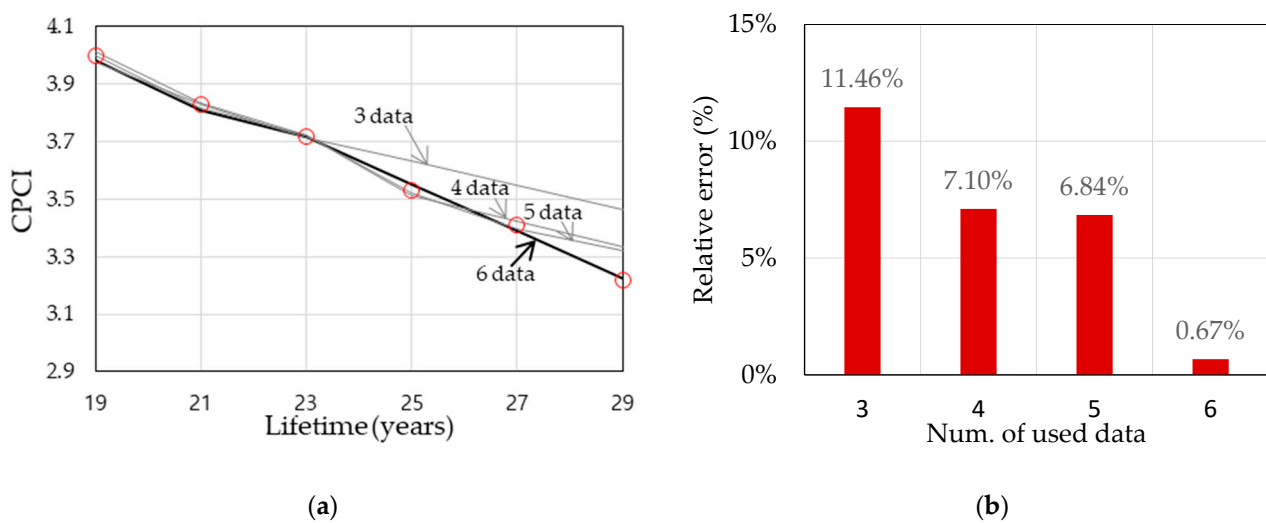 4.1
3.9
3.7
3.5
3.3
3.1
2.9
CPCI
3 data
4 data
5 data
6 data
19 21 23 25 27 29
Lifetime (years)
(a)
15%
10%
5%
0%
Relative error (%)
11.46%
7.10%
6.84%
0.67%
3 4 5 6
Num. of used data
(b)